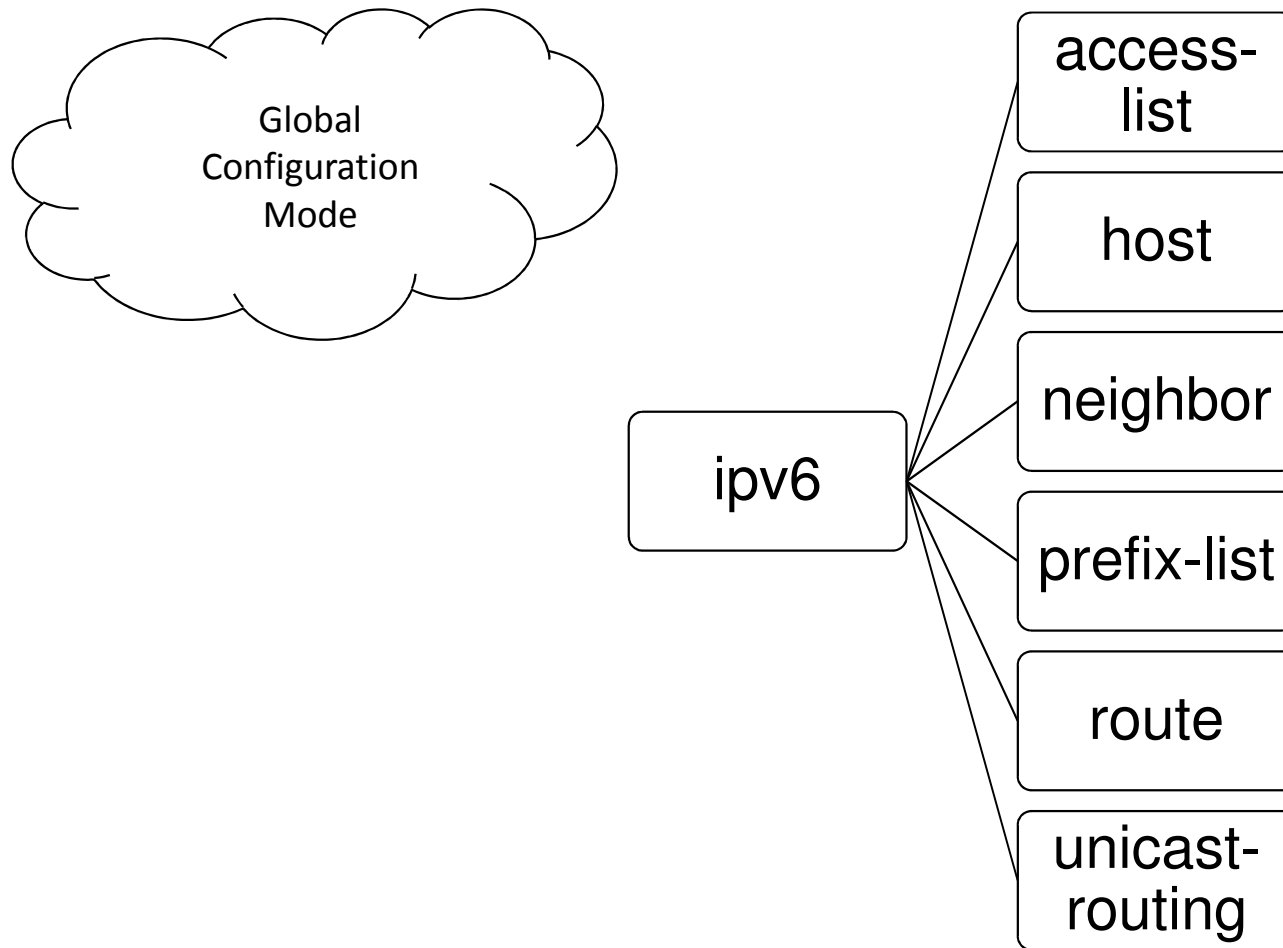 Global
Configuration
Mode
ipv6
access-
list
host
neighbor
prefix-list
route
unicast-
routing